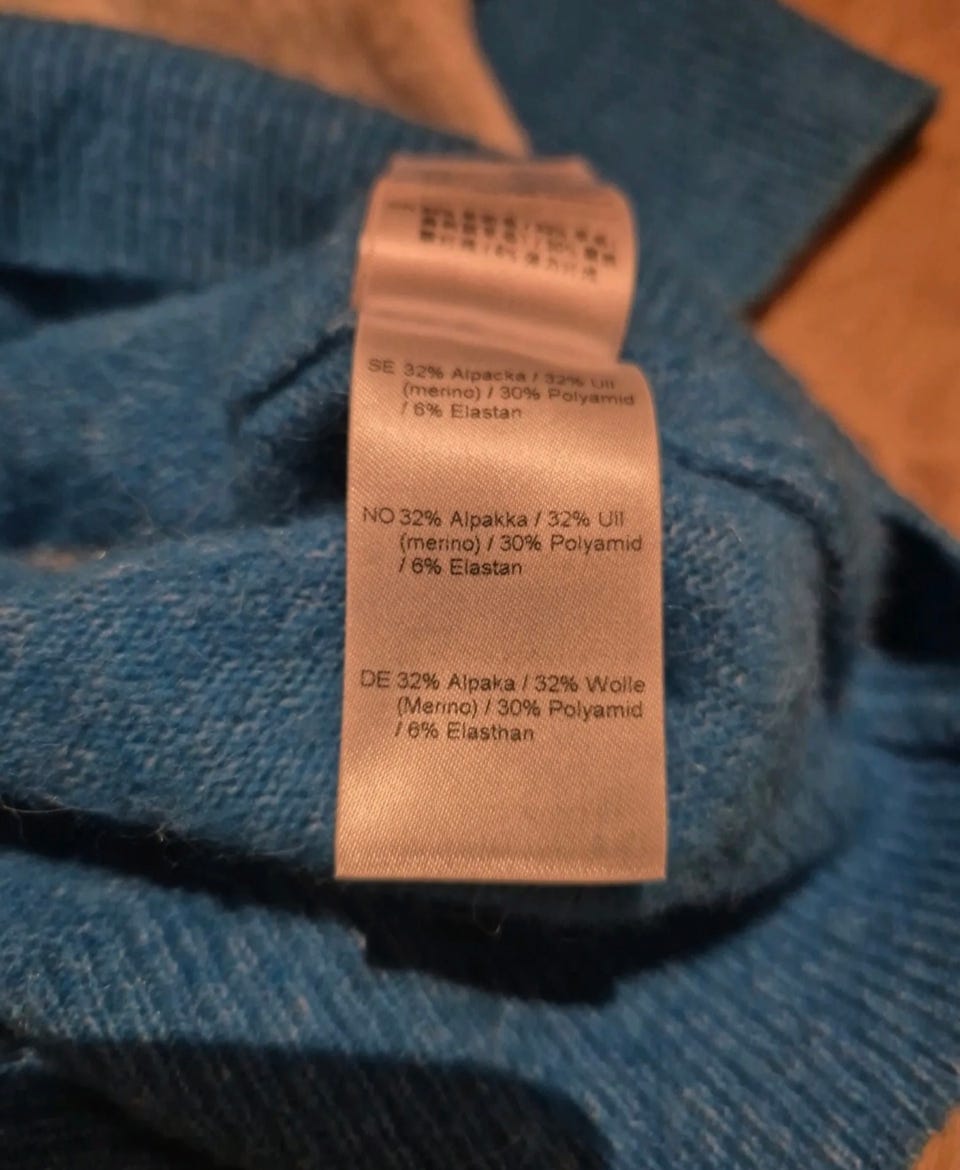 SE 32% Alpacka / 32% Ull
(merino) / 30% Polyamid
/ 6% Elastan
NO 32% Alpakka / 32% Ull
(merino) / 30% Polyamid
/ 6% Elastan
DE 32% Alpaka / 32% Wolle
(Merino) / 30% Polyamid
/ 6% Elasthan